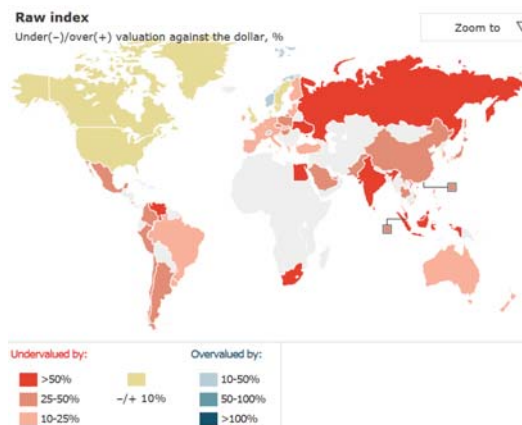 Raw index
Under(–)/over(+) valuation against the dollar, %
Zoom to
Undervalued by:
Overvalued by:
>50%
10-50%
25-50%
–/+ 10%
50-100%
10-25%
>100%